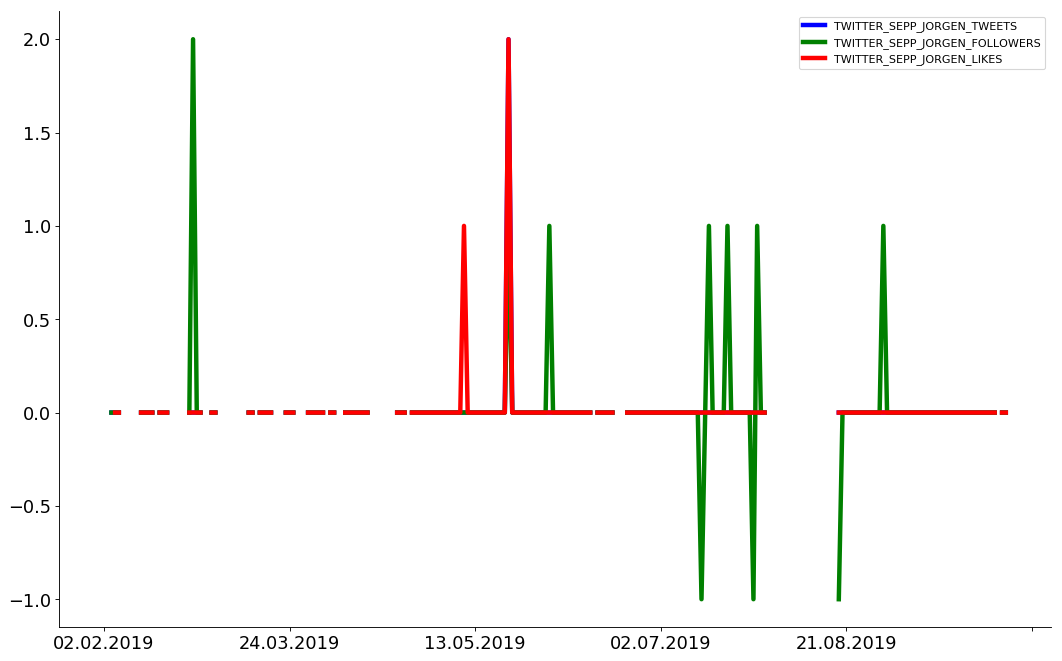 TWITTER_SEPP_JORGEN_TWEETS
TWITTER_SEPP_JORGEN_FOLLOWERS
TWITTER_SEPP_JORGEN_LIKES
2.0
1.5
1.0
0.5
0.0
−0.5
−1.0
02.02.2019 24.03.2019 13.05.2019 02.07.2019 21.08.2019